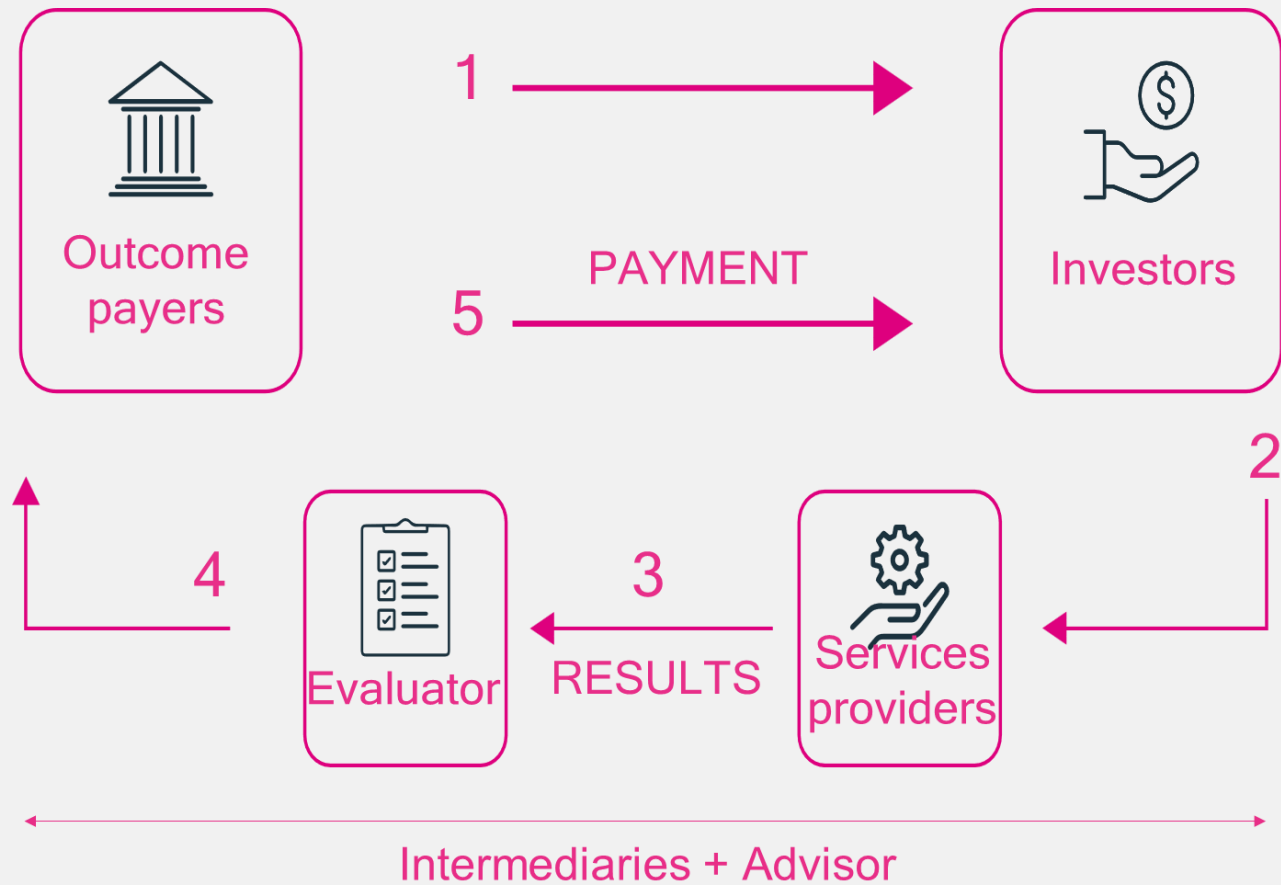 1
Outcome
payers
PAYMENT
Investors
5
2
4
3
Evaluator
RESULTS
Services
providers
Intermediaries + Advisor
$